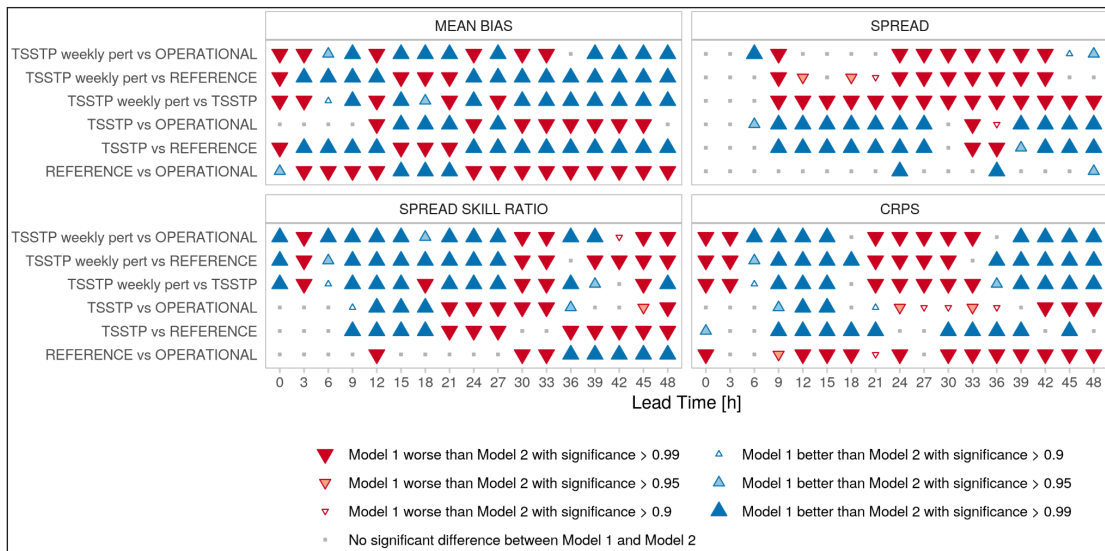 MEAN BIAS
SPREAD
TSSTP weekly pert vs OPERATIONAL
TSSTP weekly pert vs REFERENCE
TSSTP weekly pert vs TSSTP
TSSTP vs OPERATIONAL
TSSTP vs REFERENCE
REFERENCE vs OPERATIONAL
SPREAD SKILL RATIO
CRPS
TSSTP weekly pert vs OPERATIONAL
TSSTP weekly pert vs REFERENCE
TSSTP weekly pert vs TSSTP
TSSTP vs OPERATIONAL
TSSTP vs REFERENCE
REFERENCE vs OPERATIONAL
0 3 6 9 12 15 18 21 24 27 30 33 36 39 42 45 48
0 3 6 9 12 15 18 21 24 27 30 33 36 39 42 45 48
Lead Time [h]
Model 1 worse than Model 2 with significance > 0.99
Model 1 worse than Model 2 with significance > 0.95
Model 1 worse than Model 2 with significance > 0.9
No significant difference between Model 1 and Model 2
Model 1 better than Model 2 with significance > 0.9
Model 1 better than Model 2 with significance > 0.95
Model 1 better than Model 2 with significance > 0.99